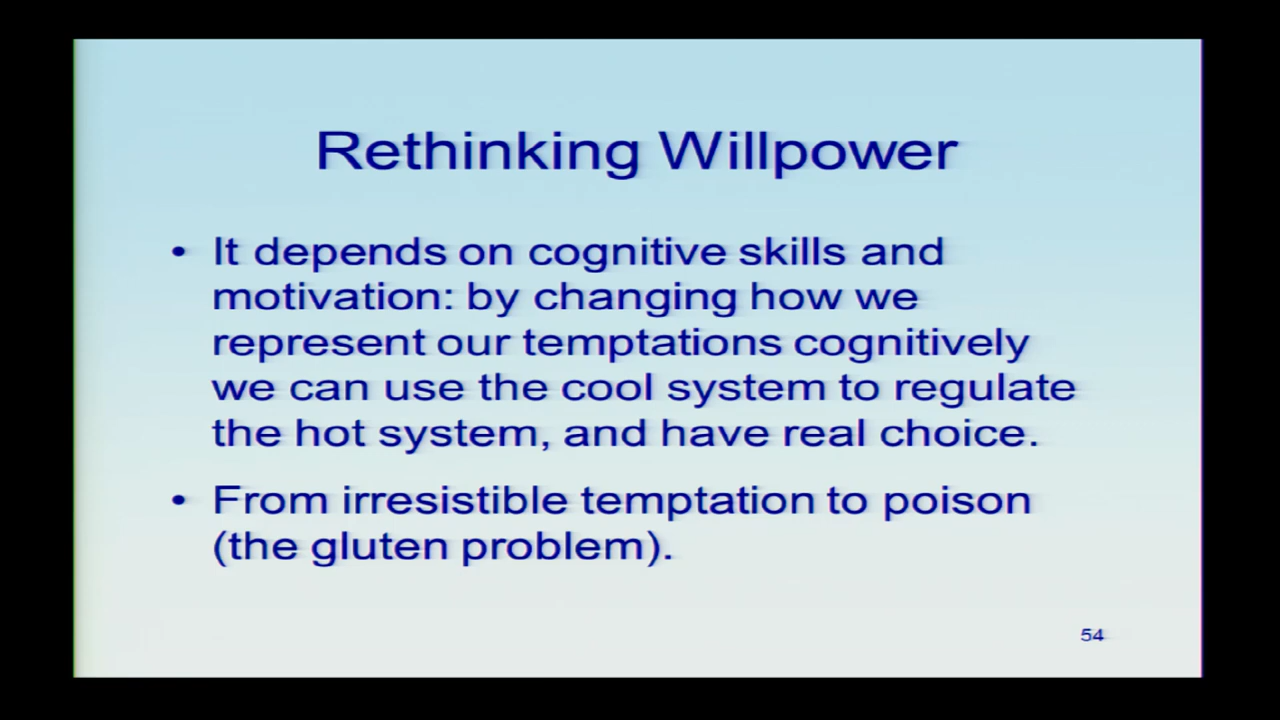 Rethinking Willpower
• It depends on cognitive skills and
motivation: by changing how we
represent our temptations cognitively
we can use the cool system to regulate
the hot system, and have real choice.
• From irresistible temptation to poison
(the gluten problem).
54